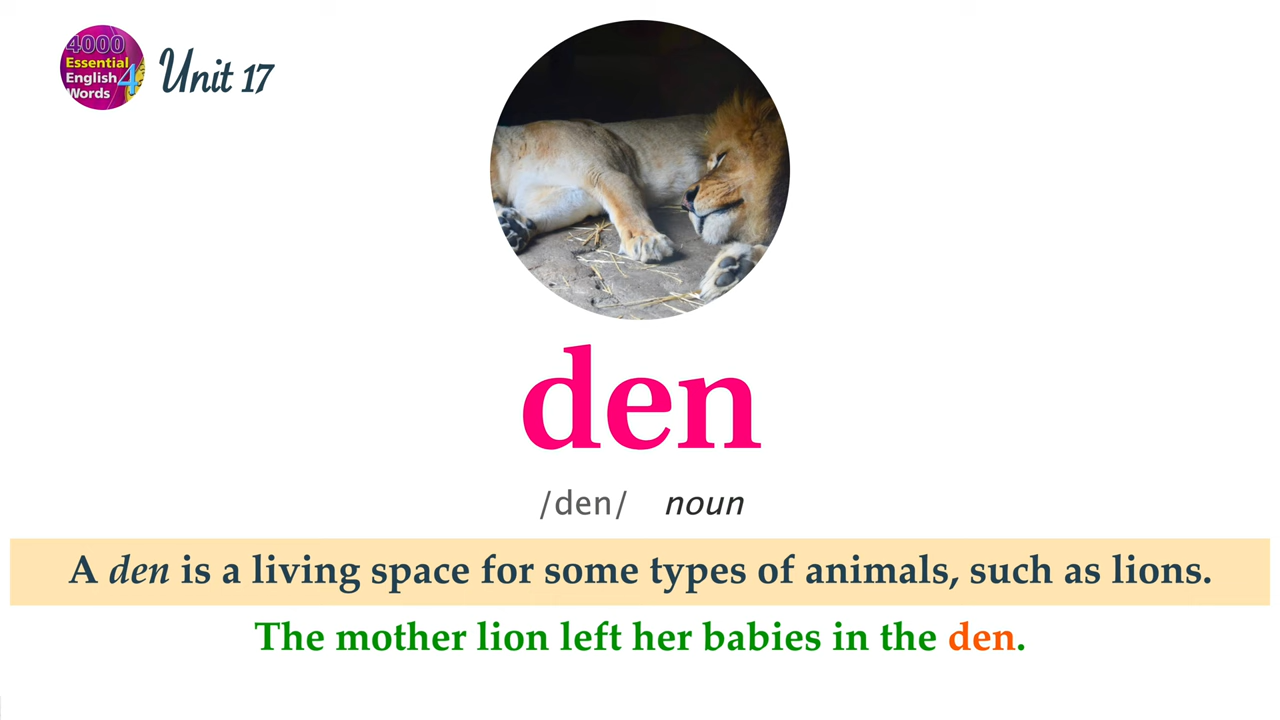 4000
Essential
English
Words 4
Unit 17
den
/den/ noun
A den is a living space for some types of animals, such as lions.
The mother lion left her babies in the den.